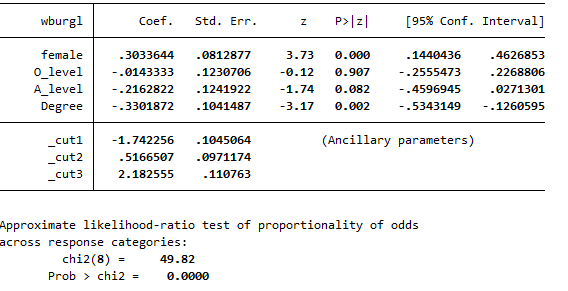 wburgl Coef. Std. Err. z P>|z| [95% Conf. Interval]
female .3033644 .0812877 3.73 0.000 .1440436 .4626853
O_level -.0143333 .1230706 -0.12 0.907 -.2555473 .2268806
A_level -.2162822 .1241922 -1.74 0.082 -.4596945 .0271301
Degree -.3301872 .1041487 -3.17 0.002 -.5343149 -.1260595
_cut1 -1.742256 .1045064 (Ancillary parameters)
_cut2 .5166507 .0971174
_cut3 2.182555 .110763
Approximate likelihood-ratio test of proportionality of odds
across response categories:
chi2(8) = 49.82
Prob > chi2 = 0.0000